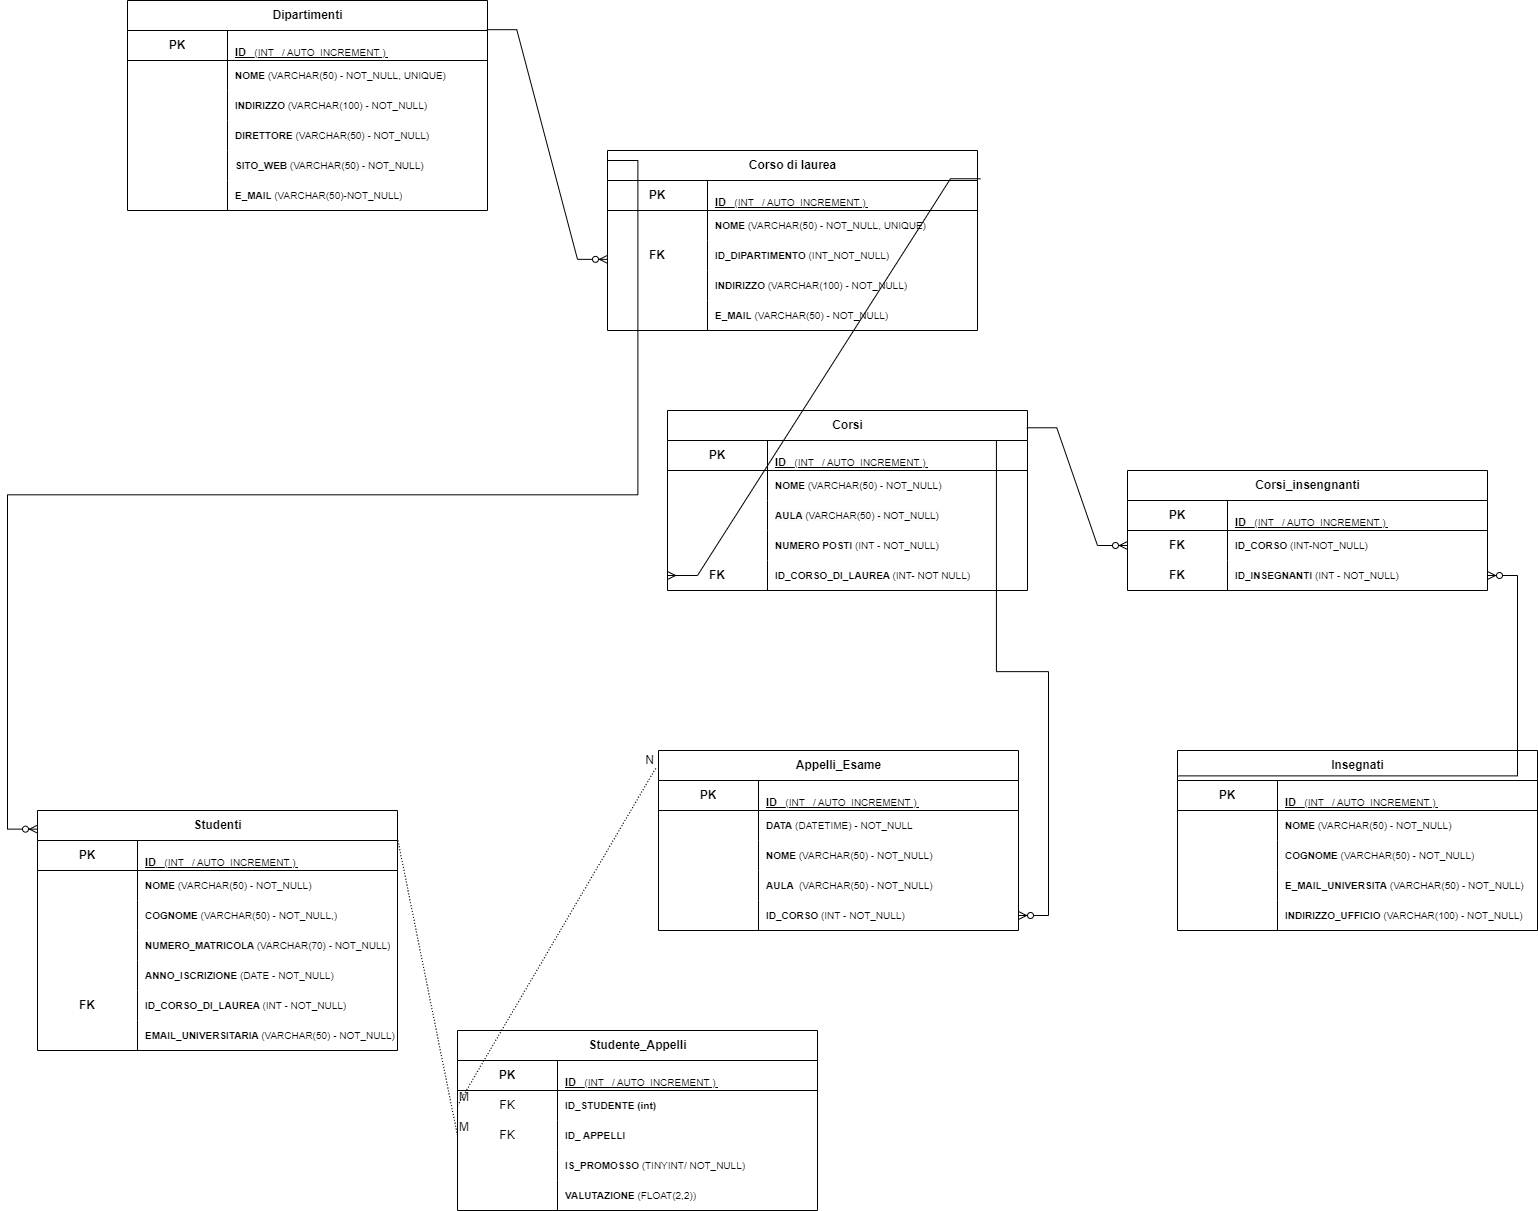 Dipartimenti
PK
ID (INT / AUTO_INCREMENT )
NOME (VARCHAR(50) - NOT_NULL, UNIQUE)
INDIRIZZO (VARCHAR(100) - NOT_NULL)
DIRETTORE (VARCHAR(50) - NOT_NULL)
SITO_WEB (VARCHAR(50) - NOT_NULL)
E_MAIL (VARCHAR(50)-NOT_NULL)
Corso di laurea
PK
ID (INT / AUTO_INCREMENT )
NOME (VARCHAR(50) - NOT_NULL, UNIQUE)
FK
ID_DIPARTIMENTO (INT_NOT_NULL)
INDIRIZZO (VARCHAR(100) - NOT_NULL)
E_MAIL (VARCHAR(50) - NOT_NULL)
Corsi
PK
ID (INT / AUTO_INCREMENT )
NOME (VARCHAR(50) - NOT_NULL)
AULA (VARCHAR(50) - NOT_NULL)
NUMERO POSTI (INT - NOT_NULL)
FK
ID_CORSO_DI_LAUREA (INT- NOT NULL)
Corsi_insengnanti
PK
ID (INT / AUTO_INCREMENT )
FK
ID_CORSO (INT-NOT_NULL)
FK
ID_INSEGNANTI (INT - NOT_NULL)
N
Appelli_Esame
PK
ID (INT / AUTO_INCREMENT )
DATA (DATETIME) - NOT_NULL
NOME (VARCHAR(50) - NOT_NULL)
AULA (VARCHAR(50) - NOT_NULL)
ID_CORSO (INT - NOT_NULL)
Insegnati
PK
ID (INT / AUTO_INCREMENT )
NOME (VARCHAR(50) - NOT_NULL)
COGNOME (VARCHAR(50) - NOT_NULL)
E_MAIL_UNIVERSITA (VARCHAR(50) - NOT_NULL)
INDIRIZZO_UFFICIO (VARCHAR(100) - NOT_NULL)
Studenti
PK
ID (INT / AUTO_INCREMENT )
NOME (VARCHAR(50) - NOT_NULL)
COGNOME (VARCHAR(50) - NOT_NULL,)
NUMERO_MATRICOLA (VARCHAR(70) - NOT_NULL)
ANNO_ISCRIZIONE (DATE - NOT_NULL)
FK
ID_CORSO_DI_LAUREA (INT - NOT_NULL)
EMAIL_UNIVERSITARIA (VARCHAR(50) - NOT_NULL)
Studente_Appelli
PK
ID (INT / AUTO_INCREMENT )
M
FK
ID_STUDENTE (int)
M
FK
ID_ APPELLI
IS_PROMOSSO (TINYINT/ NOT_NULL)
VALUTAZIONE (FLOAT(2,2))